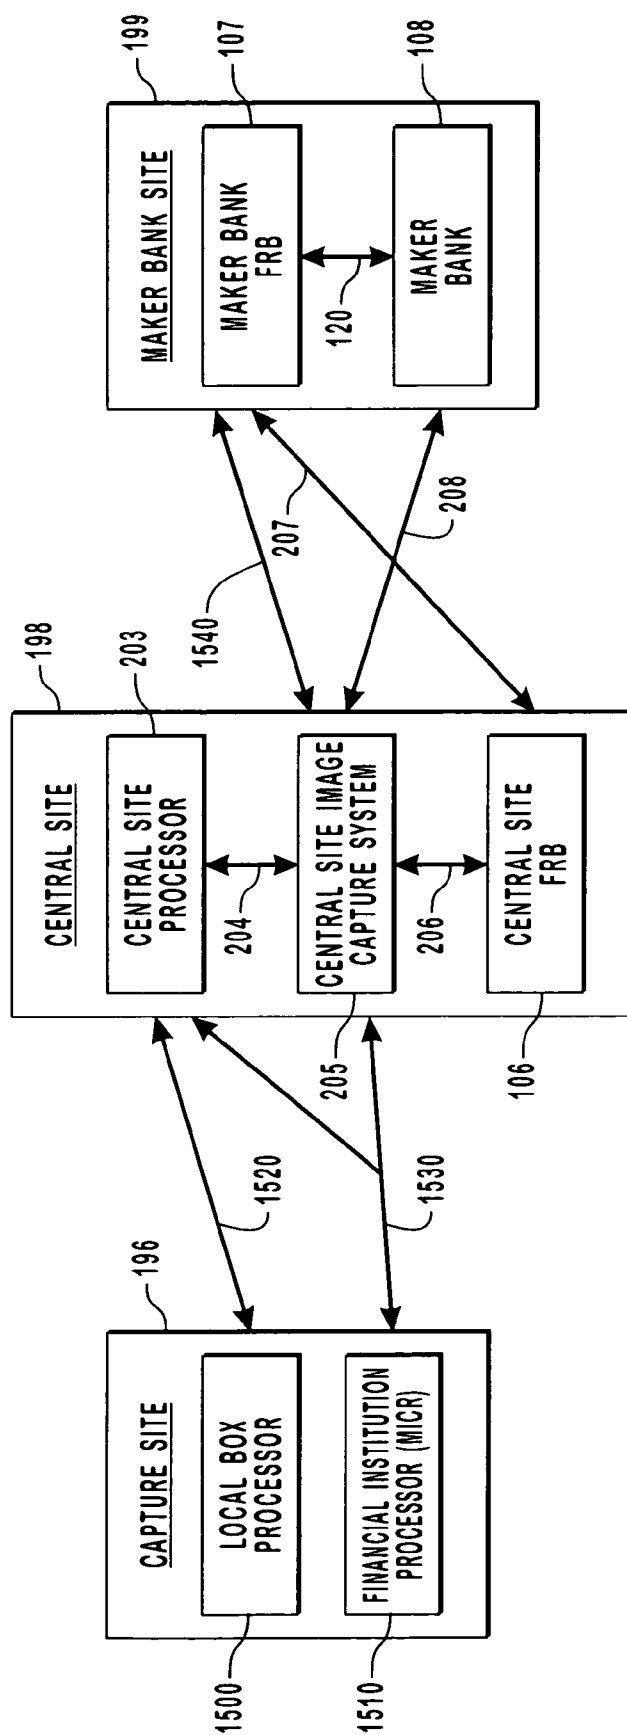 CAPTURE SITE
196
LOCAL BOX
PROCESSOR
1500
FINANCIAL INSTITUTION
PROCESSOR (MICR)
1510
1520
1530
CENTRAL SITE
198
CENTRAL SITE
PROCESSOR
203
204
CENTRAL SITE IMAGE
CAPTURE SYSTEM
205
206
CENTRAL SITE
FRB
106
1540
207
208
MAKER BANK SITE
199
MAKER BANK
FRB
107
120
MAKER
BANK
108